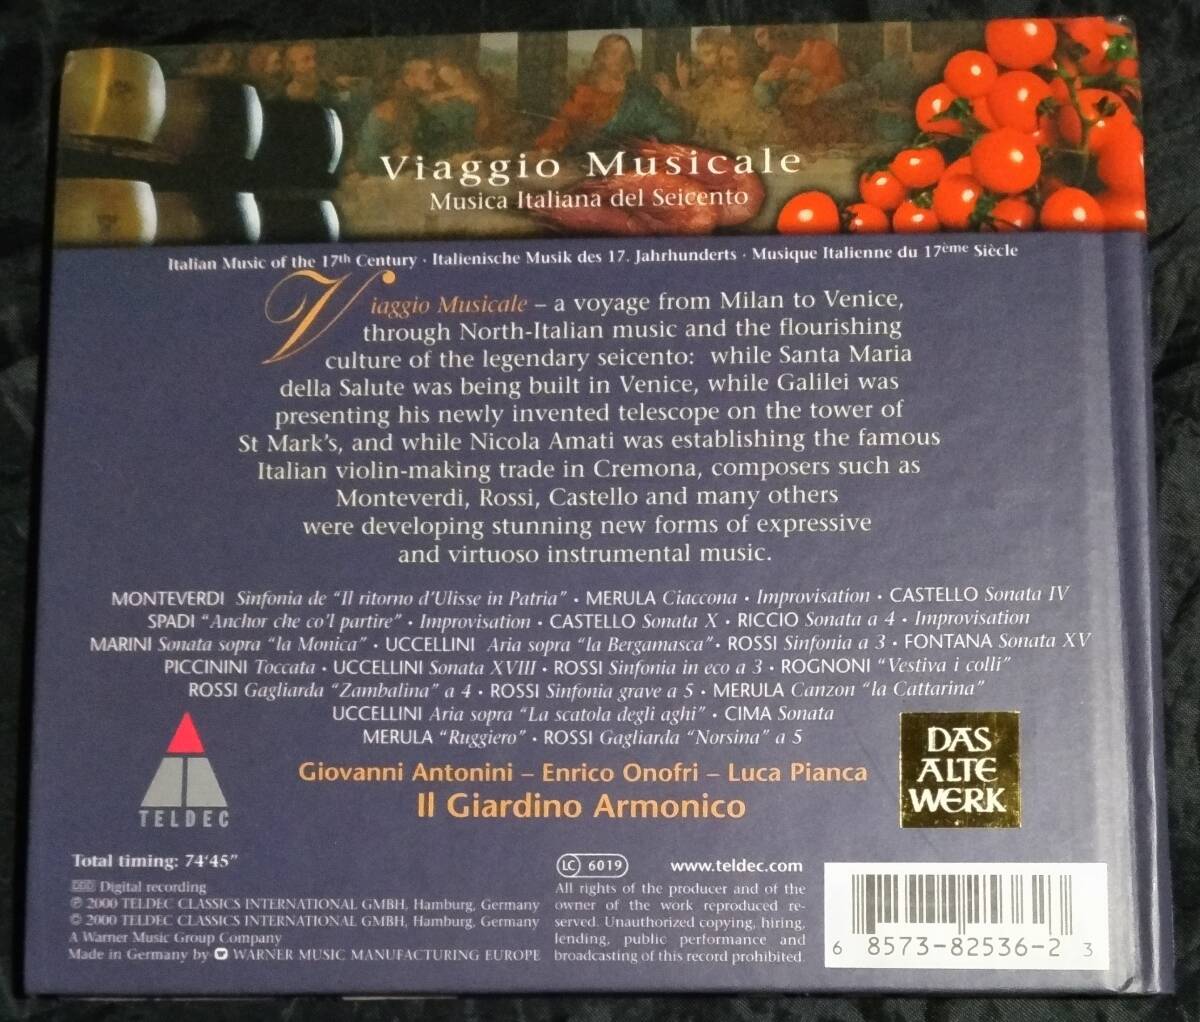 Viaggio Musicale
Musica Italiana del Seicento
Italian Music of the 17th Century · Italienische Musik des 17. Jahrhunderts · Musique Italienne du 17ème Siècle
Viaggio Musicale – a voyage from Milan to Venice,
through North-Italian music and the flourishing
culture of the legendary seicento: while Santa Maria
della Salute was being built in Venice, while Galilei was
presenting his newly invented telescope on the tower of
St Mark's, and while Nicola Amati was establishing the famous
Italian violin-making trade in Cremona, composers such as
Monteverdi, Rossi, Castello and many others
were developing stunning new forms of expressive
and virtuoso instrumental music.
MONTEVERDI Sinfonia de "Il ritorno d'Ulisse in Patria" · MERULA Ciaccona · Improvisation · CASTELLO Sonata IV
SPADI "Anchor che co'l partire" · Improvisation · CASTELLO Sonata X · RICCIO Sonata a 4 · Improvisation
MARINI Sonata sopra "la Monica" · UCCELLINI Aria sopra "la Bergamasca" · ROSSI Sinfonia a 3 · FONTANA Sonata XV
PICCININI Toccata · UCCELLINI Sonata XVIII · ROSSI Sinfonia in eco a 3 · ROGNONI "Vestiva i colli"
ROSSI Gagliarda "Zambalina" a 4 · ROSSI Sinfonia grave a 5 · MERULA Canzon "la Cattarina"
UCCELLINI Aria sopra "La scatola degli aghi" · CIMA Sonata
MERULA "Ruggiero" · ROSSI Gagliarda "Norsina" a 5
Giovanni Antonini – Enrico Onofri – Luca Pianca
Il Giardino Armonico
TELDEC
DAS
ALTE
WERK
Total timing: 74'45"
DDD Digital recording
℗ 2000 TELDEC CLASSICS INTERNATIONAL GMBH, Hamburg, Germany
© 2000 TELDEC CLASSICS INTERNATIONAL GMBH, Hamburg, Germany
A Warner Music Group Company
Made in Germany by WARNER MUSIC MANUFACTURING EUROPE
LC 6019
www.teldec.com
All rights of the producer and of the
owner of the work reproduced re-
served. Unauthorized copying, hiring,
lending, public performance and
broadcasting of this record prohibited.
6 85738-2536-2 3